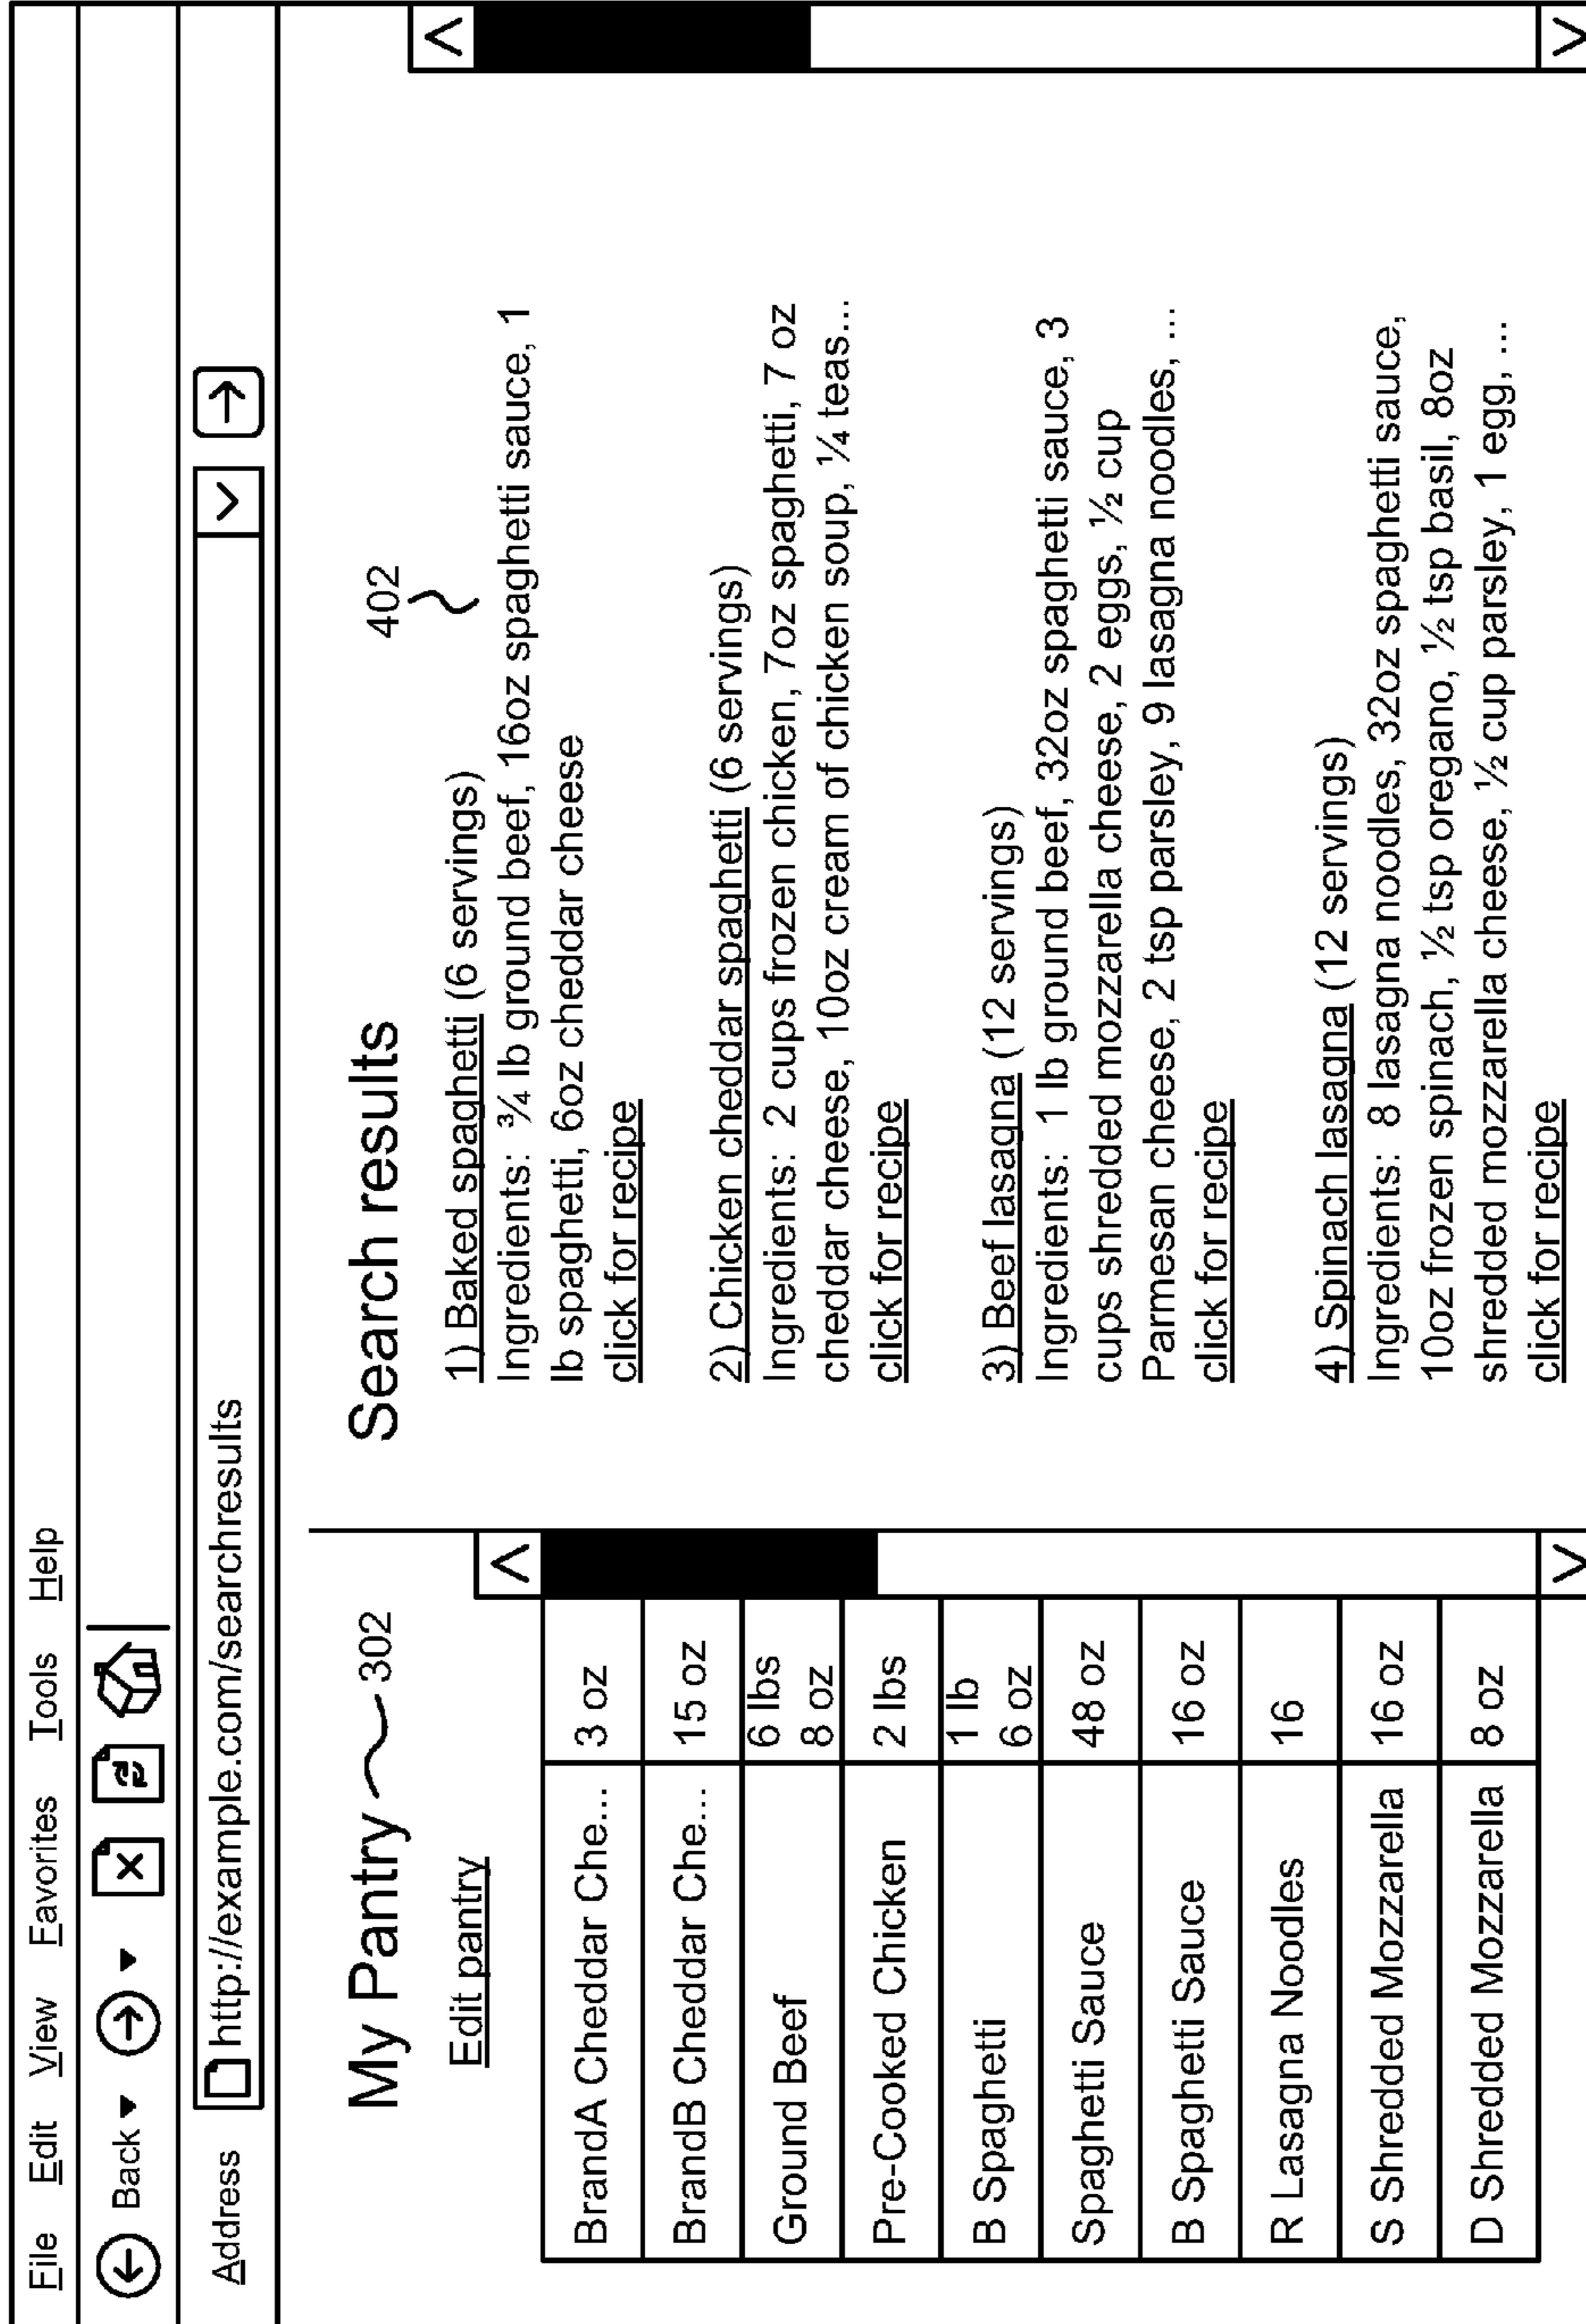 File Edit View Favorites Tools Help
Back
Address http://example.com/searchresults
My Pantry 302
Edit pantry
BrandA Cheddar Che... 3 oz
BrandB Cheddar Che... 15 oz
Ground Beef 6 lbs
8 oz
Pre-Cooked Chicken 2 lbs
B Spaghetti 1 lb
6 oz
Spaghetti Sauce 48 oz
B Spaghetti Sauce 16 oz
R Lasagna Noodles 16
S Shredded Mozzarella 16 oz
D Shredded Mozzarella 8 oz
Search results
402
1) Baked spaghetti (6 servings)
Ingredients: ¾ lb ground beef, 16oz spaghetti sauce, 1
lb spaghetti, 6oz cheddar cheese
click for recipe
2) Chicken cheddar spaghetti (6 servings)
Ingredients: 2 cups frozen chicken, 7oz spaghetti, 7 oz
cheddar cheese, 10oz cream of chicken soup, ¼ teas...
click for recipe
3) Beef lasagna (12 servings)
Ingredients: 1 lb ground beef, 32oz spaghetti sauce, 3
cups shredded mozzarella cheese, 2 eggs, ½ cup
Parmesan cheese, 2 tsp parsley, 9 lasagna noodles, ...
click for recipe
4) Spinach lasagna (12 servings)
Ingredients: 8 lasagna noodles, 32oz spaghetti sauce,
10oz frozen spinach, ½ tsp oregano, ½ tsp basil, 8oz
shredded mozzarella cheese, ½ cup parsley, 1 egg, ...
click for recipe